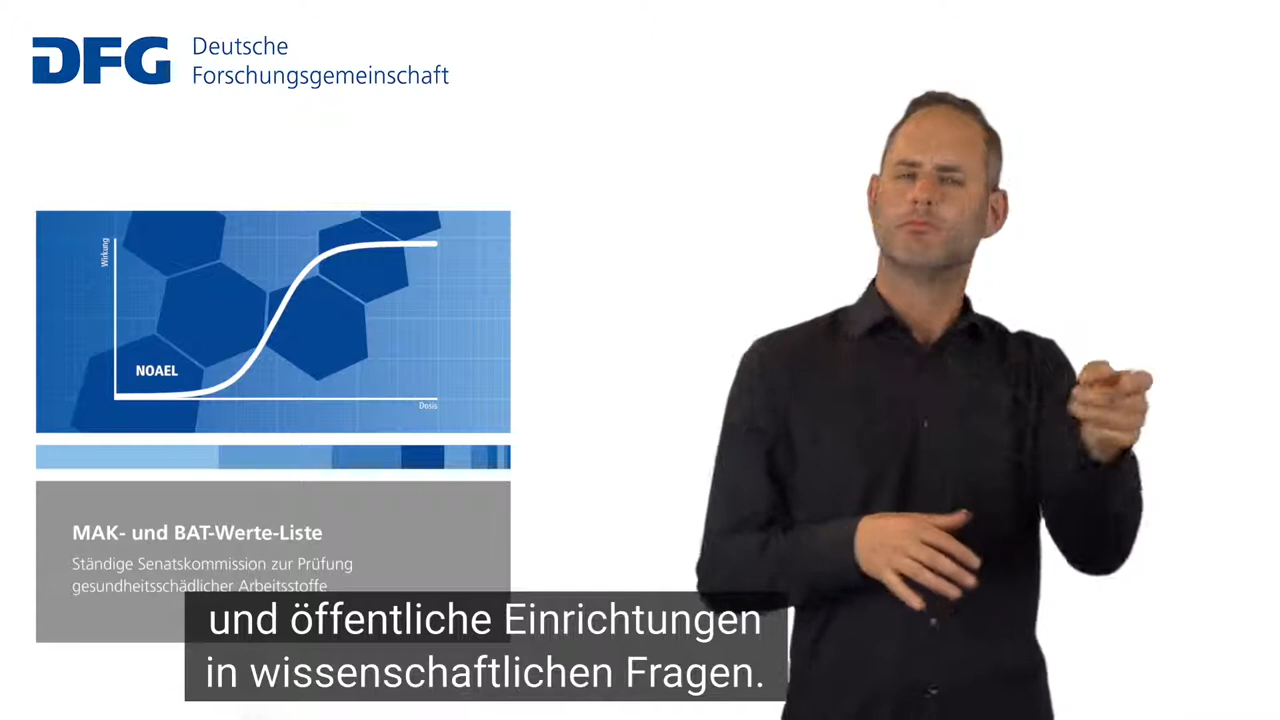 DFG
Deutsche
Forschungsgemeinschaft
Wirkung
NOAEL
Dosis
MAK- und BAT-Werte-Liste
Ständige Senatskommission zur Prüfung
gesundheitsschädlicher Arbeitsstoffe
und öffentliche Einrichtungen
in wissenschaftlichen Fragen.